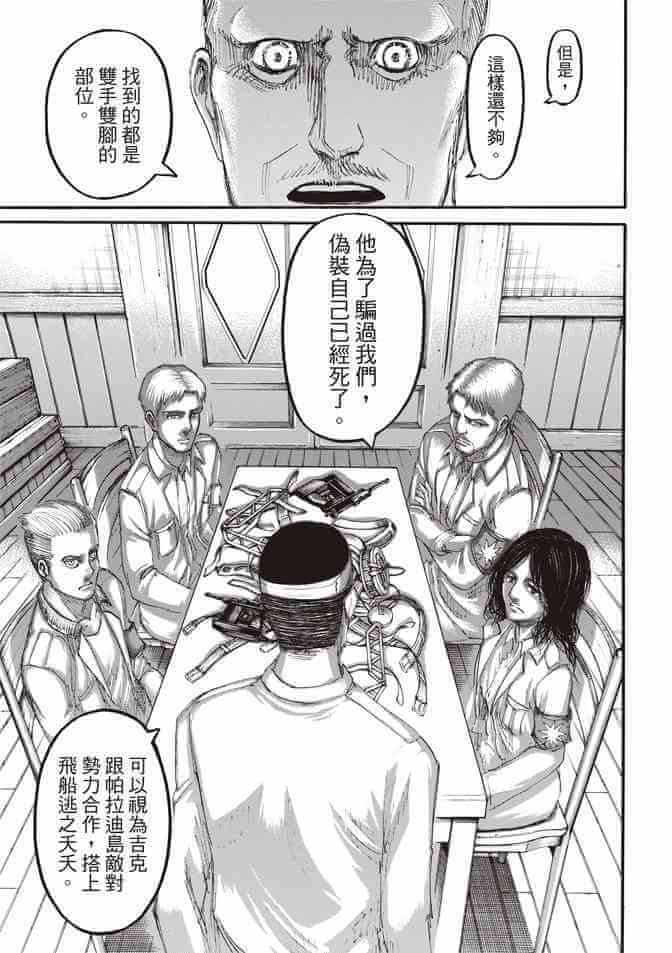 但是，
這樣還不夠。
找到的都是
雙手雙腳的
部位。
他為了騙過我們，
偽裝自己已經死了。
可以視為吉克
跟帕拉迪島敵對
勢力合作，搭上
飛船逃之夭夭。